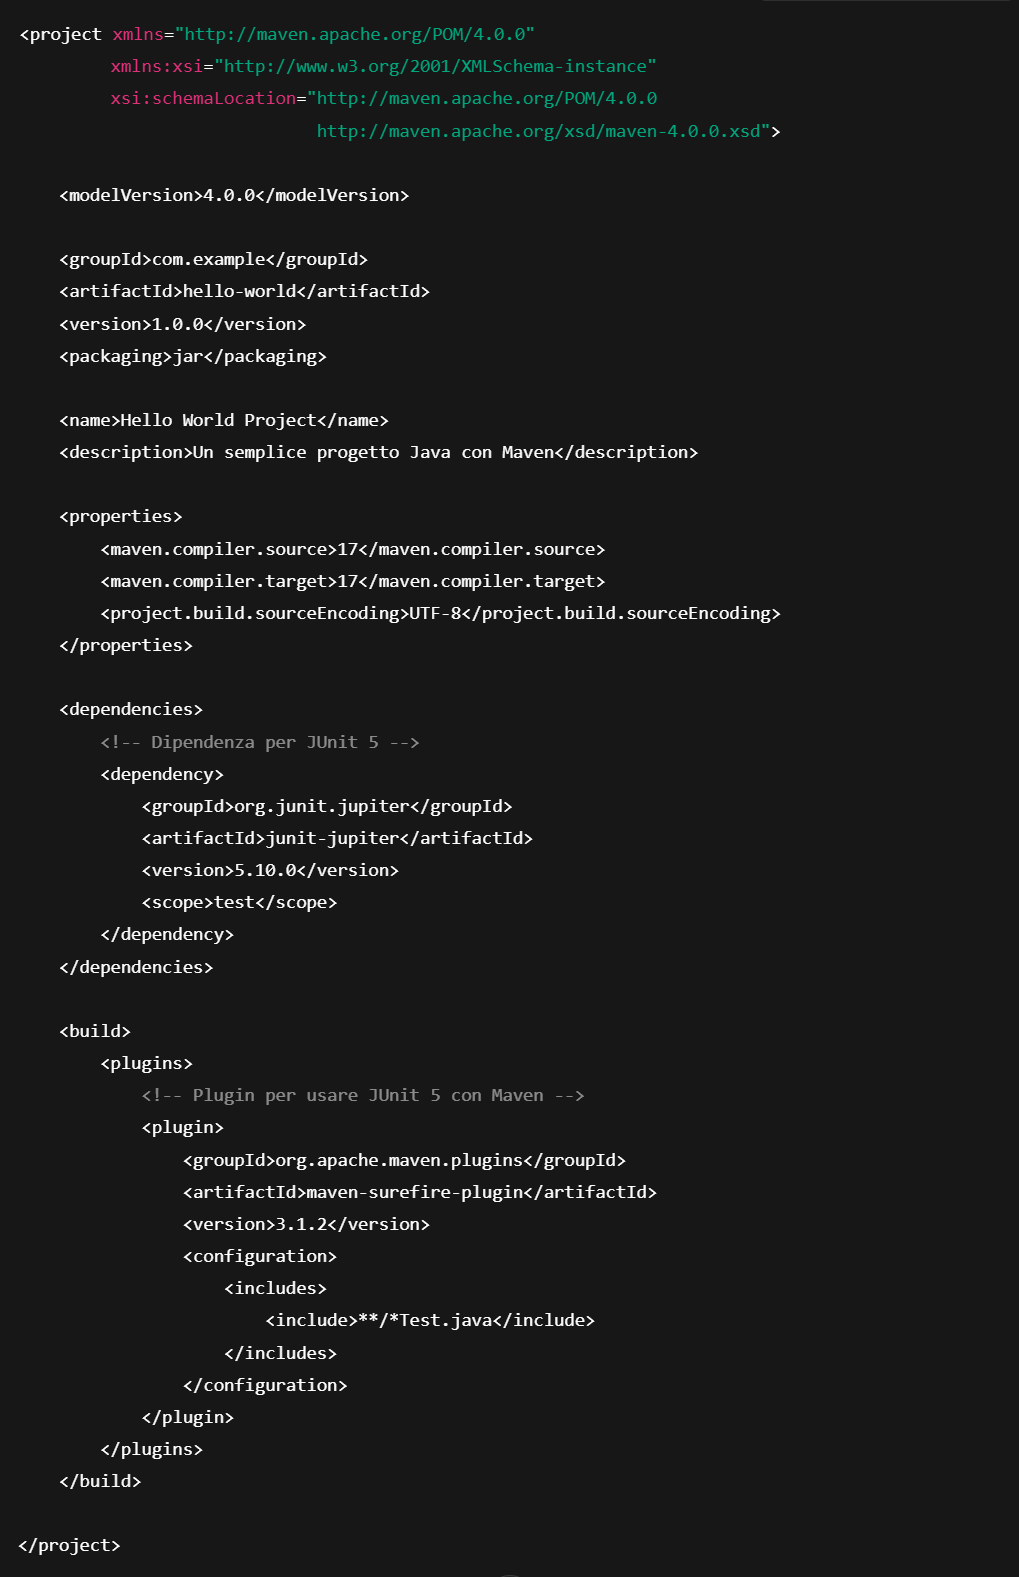 <project xmlns="http://maven.apache.org/POM/4.0.0"
         xmlns:xsi="http://www.w3.org/2001/XMLSchema-instance"
         xsi:schemaLocation="http://maven.apache.org/POM/4.0.0
                             http://maven.apache.org/xsd/maven-4.0.0.xsd">

    <modelVersion>4.0.0</modelVersion>

    <groupId>com.example</groupId>
    <artifactId>hello-world</artifactId>
    <version>1.0.0</version>
    <packaging>jar</packaging>

    <name>Hello World Project</name>
    <description>Un semplice progetto Java con Maven</description>

    <properties>
        <maven.compiler.source>17</maven.compiler.source>
        <maven.compiler.target>17</maven.compiler.target>
        <project.build.sourceEncoding>UTF-8</project.build.sourceEncoding>
    </properties>

    <dependencies>
        <!-- Dipendenza per JUnit 5 -->
        <dependency>
            <groupId>org.junit.jupiter</groupId>
            <artifactId>junit-jupiter</artifactId>
            <version>5.10.0</version>
            <scope>test</scope>
        </dependency>
    </dependencies>

    <build>
        <plugins>
            <!-- Plugin per usare JUnit 5 con Maven -->
            <plugin>
                <groupId>org.apache.maven.plugins</groupId>
                <artifactId>maven-surefire-plugin</artifactId>
                <version>3.1.2</version>
                <configuration>
                    <includes>
                        <include>**/*Test.java</include>
                    </includes>
                </configuration>
            </plugin>
        </plugins>
    </build>

</project>